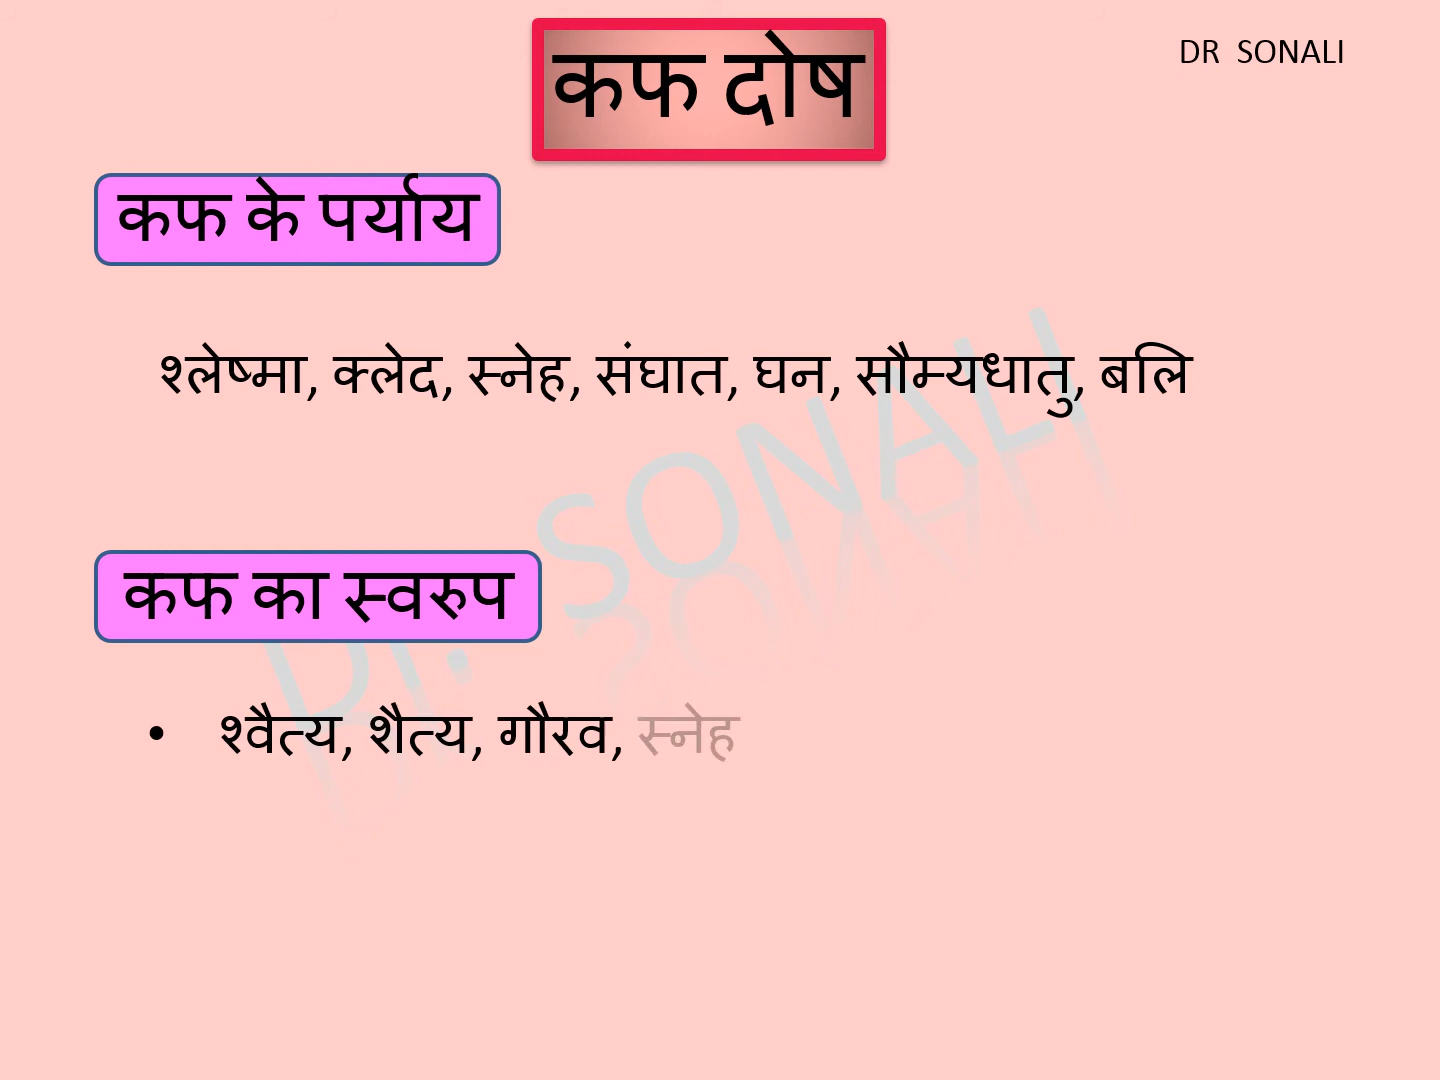 कफ दोष
DR SONALI
कफ के पर्याय
श्लेष्मा, क्लेद, स्नेह, संघात, घन, सौम्यधातु, बलि
कफ का स्वरुप
• श्वैत्य, शैत्य, गौरव, स्नेह
Dr. SONALI